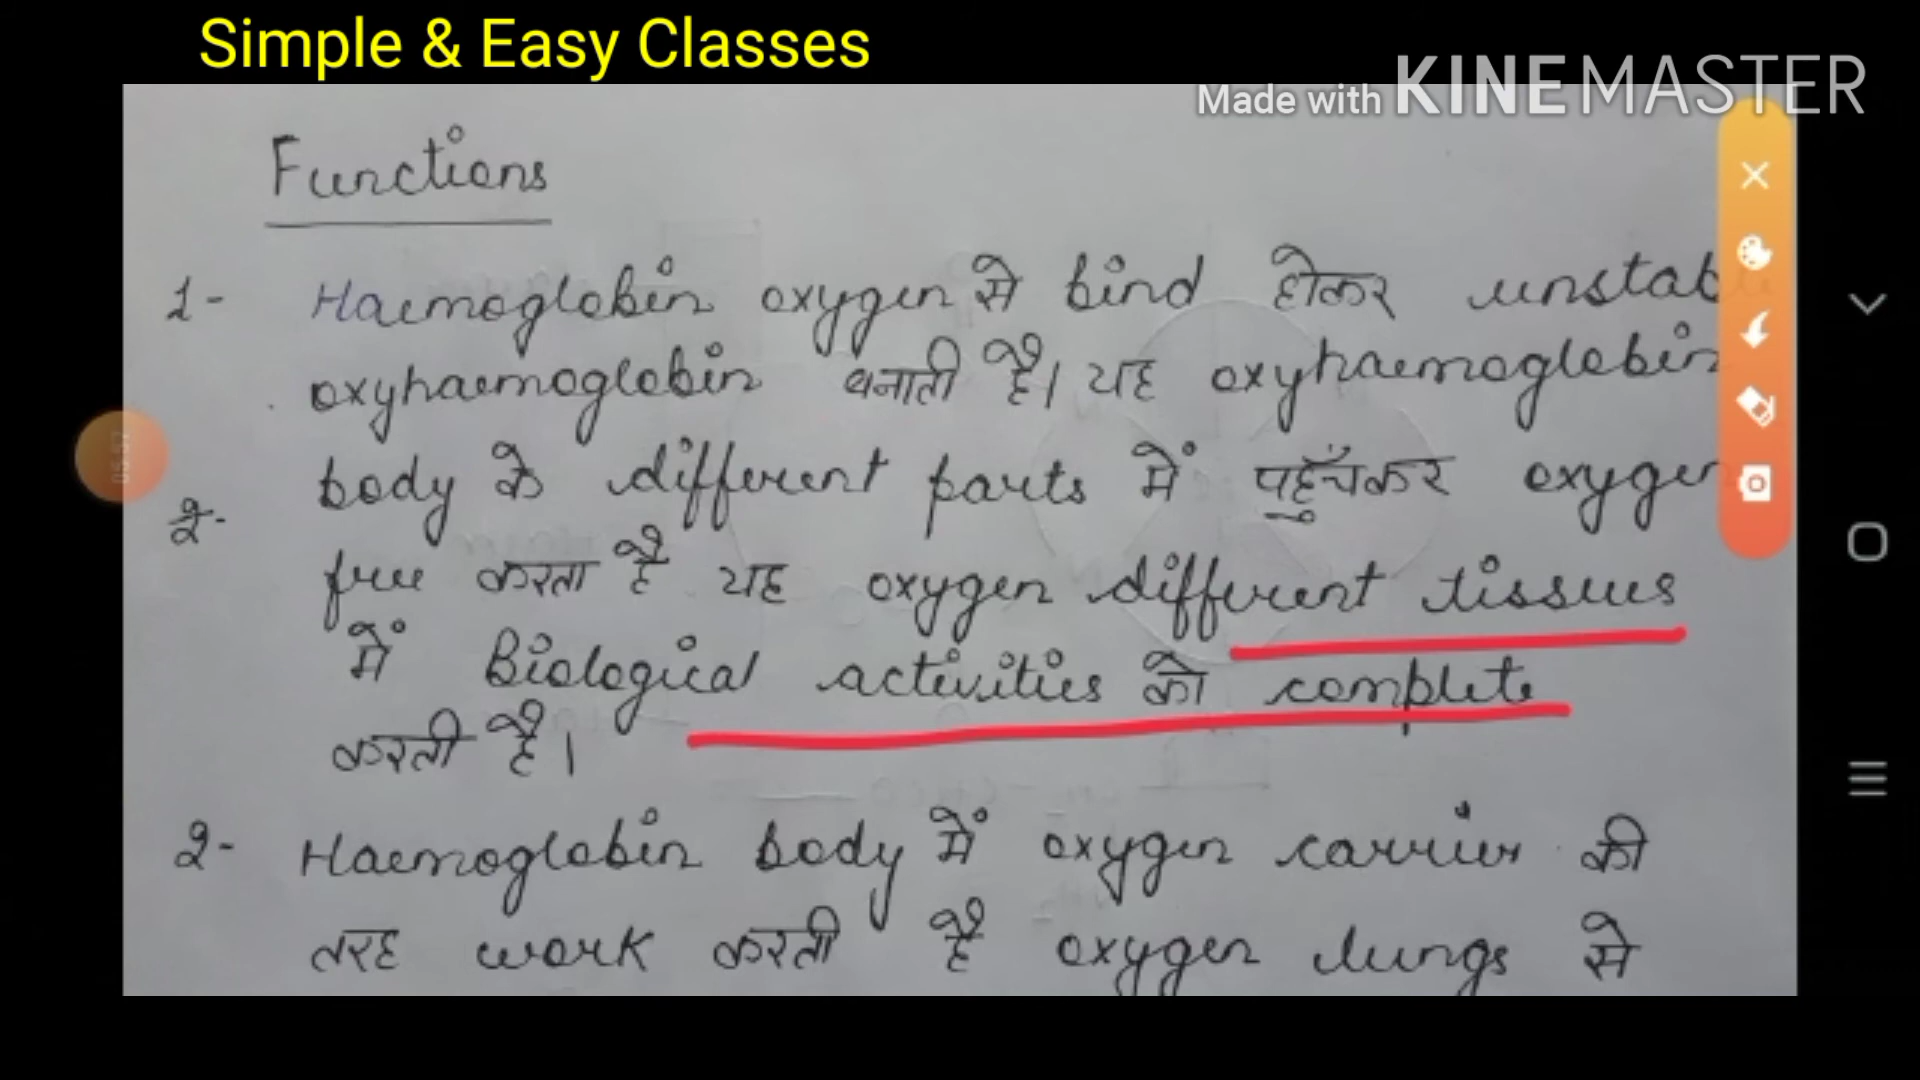 Simple & Easy Classes
Made with KINEMASTER
Functions
1- Haemoglobin oxygen से bind होकर unstab
oxyhaemoglobin बनाती है। यह oxyhaemoglobin
body के different parts में पहुँचकर oxygen
2-
free करता है यह oxygen different tissues
में Biological activities को complete
करती है।
2- Haemoglobin body में oxygen carrier की
तरह work करती है oxygen lungs से